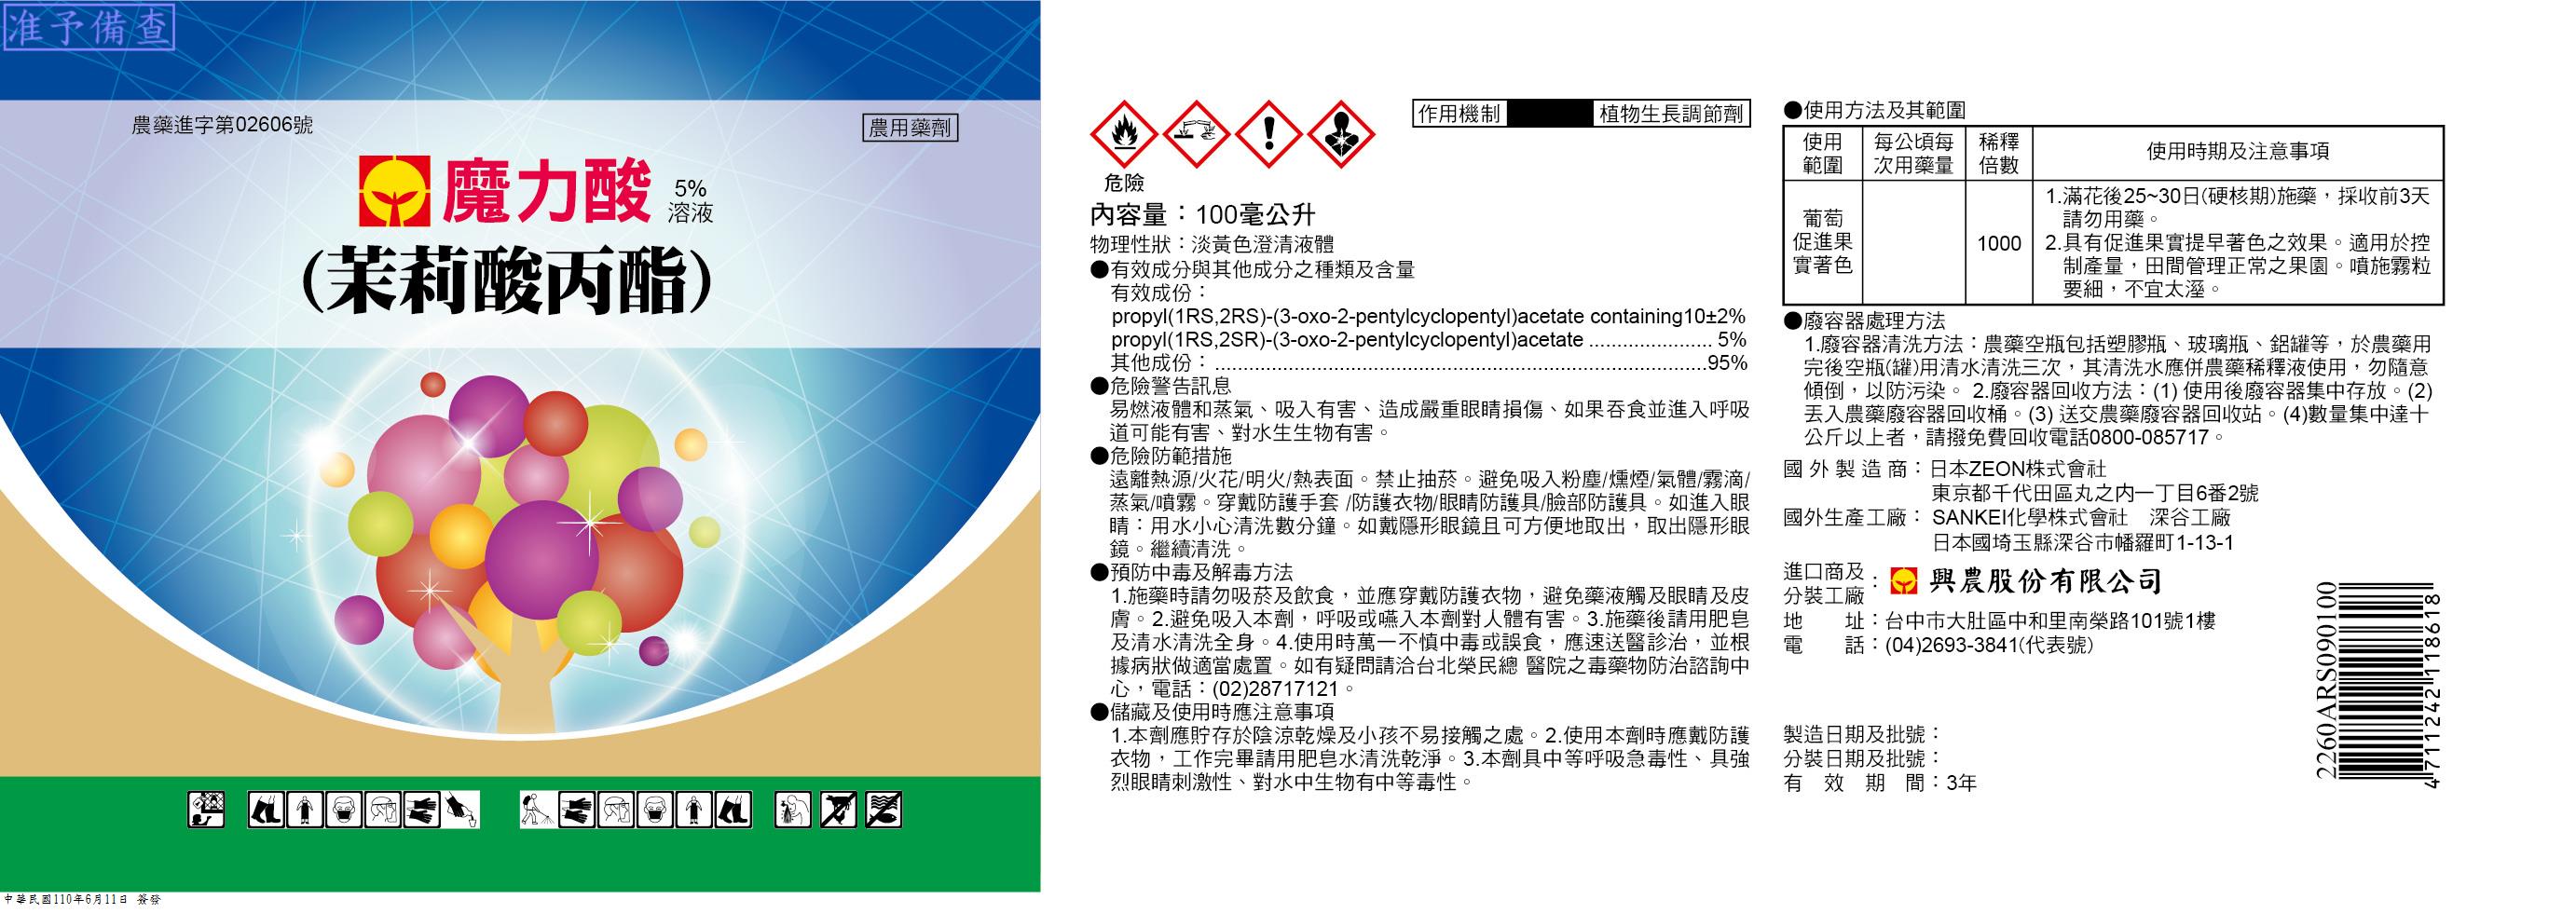 准予備查
農藥進字第02606號
農用藥劑
魔力酸
5%
溶液
(茉莉酸丙酯)
中華民國110年6月11日 簽發
作用機制
植物生長調節劑
危險
內容量：100毫公升
物理性狀：淡黃色澄清液體
●有效成分與其他成分之種類及含量
有效成份：
propyl(1RS,2RS)-(3-oxo-2-pentylcyclopentyl)acetate containing10±2%
propyl(1RS,2SR)-(3-oxo-2-pentylcyclopentyl)acetate ...................... 5%
其他成份：......................................................................................95%
●危險警告訊息
易燃液體和蒸氣、吸入有害、造成嚴重眼睛損傷、如果吞食並進入呼吸
道可能有害、對水生生物有害。
●危險防範措施
遠離熱源/火花/明火/熱表面。禁止抽菸。避免吸入粉塵/燻煙/氣體/霧滴/
蒸氣/噴霧。穿戴防護手套 /防護衣物/眼睛防護具/臉部防護具。如進入眼
睛：用水小心清洗數分鐘。如戴隱形眼鏡且可方便地取出，取出隱形眼
鏡。繼續清洗。
●預防中毒及解毒方法
1.施藥時請勿吸菸及飲食，並應穿戴防護衣物，避免藥液觸及眼睛及皮
膚。2.避免吸入本劑，呼吸或嚥入本劑對人體有害。3.施藥後請用肥皂
及清水清洗全身。4.使用時萬一不慎中毒或誤食，應速送醫診治，並根
據病狀做適當處置。如有疑問請洽台北榮民總 醫院之毒藥物防治諮詢中
心，電話：(02)28717121。
●儲藏及使用時應注意事項
1.本劑應貯存於陰涼乾燥及小孩不易接觸之處。2.使用本劑時應戴防護
衣物，工作完畢請用肥皂水清洗乾淨。3.本劑具中等呼吸急毒性、具強
烈眼睛刺激性、對水中生物有中等毒性。
●使用方法及其範圍
使用
範圍
每公頃每
次用藥量
稀釋
倍數
使用時期及注意事項
葡萄
促進果
實著色
1000
1.滿花後25~30日(硬核期)施藥，採收前3天
請勿用藥。
2.具有促進果實提早著色之效果。適用於控
制產量，田間管理正常之果園。噴施霧粒
要細，不宜太溼。
●廢容器處理方法
1.廢容器清洗方法：農藥空瓶包括塑膠瓶、玻璃瓶、鋁罐等，於農藥用
完後空瓶(罐)用清水清洗三次，其清洗水應併農藥稀釋液使用，勿隨意
傾倒，以防污染。 2.廢容器回收方法：(1) 使用後廢容器集中存放。(2)
丟入農藥廢容器回收桶。(3) 送交農藥廢容器回收站。(4)數量集中達十
公斤以上者，請撥免費回收電話0800-085717。
國外製造商：日本ZEON株式會社
東京都千代田區丸之內一丁目6番2號
國外生產工廠： SANKEI化學株式會社　深谷工廠
日本國埼玉縣深谷市幡羅町1-13-1
進口商及
分裝工廠
：
興農股份有限公司
地　　址：台中市大肚區中和里南榮路101號1樓
電　　話：(04)2693-3841(代表號)
製造日期及批號：
分裝日期及批號：
有　效　期　間：3年
2260ARS090100
4711242118618